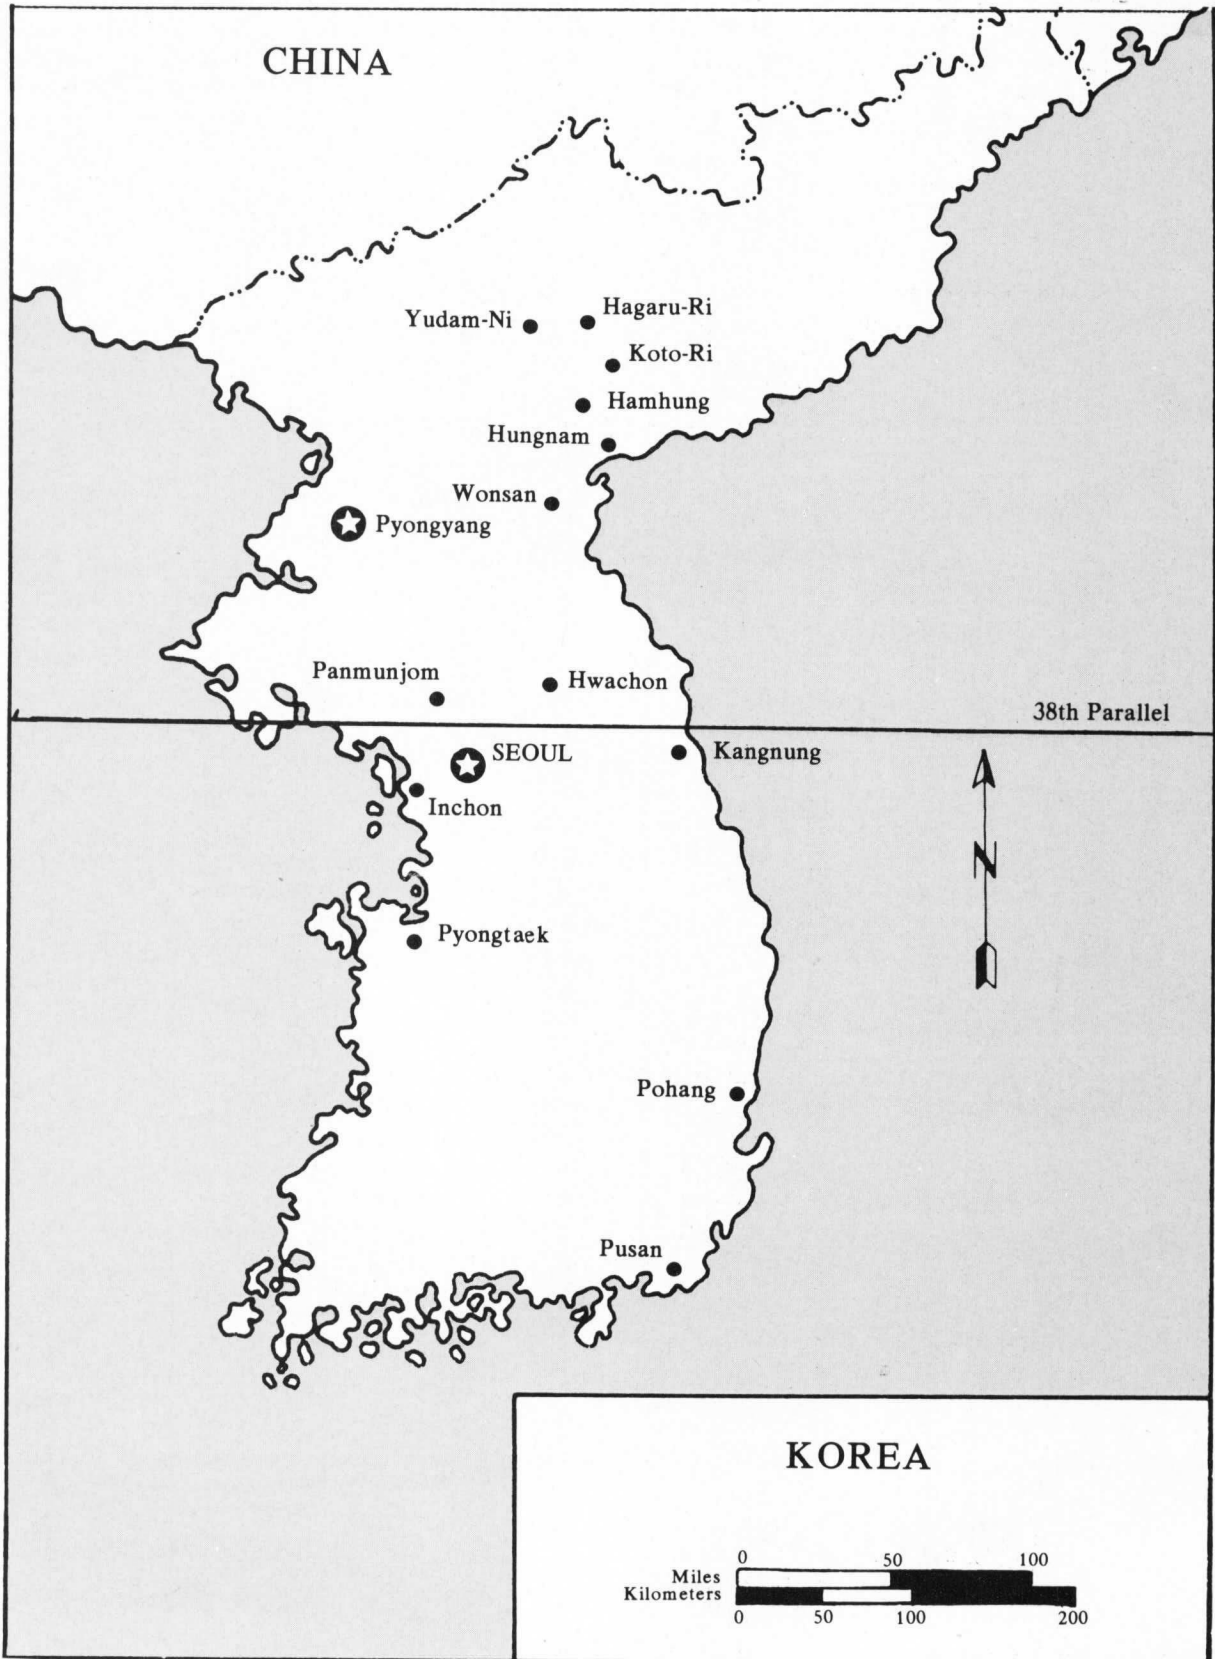 CHINA
Yudam-Ni
Hagaru-Ri
Koto-Ri
Hamhung
Hungnam
Wonsan
Pyongyang
Panmunjom
Hwachon
38th Parallel
SEOUL
Kangnung
Inchon
N
Pyongtaek
Pohang
Pusan
KOREA
0 50 100
Miles
Kilometers
0 50 100 200